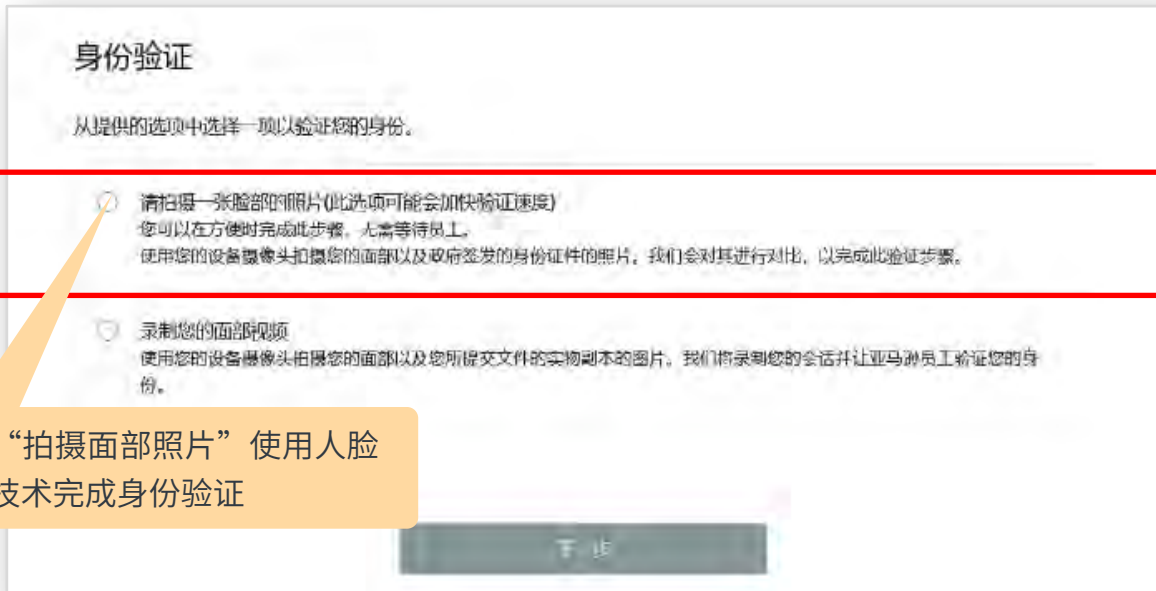 身份验证
从提供的选项中选择一项以验证您的身份。
请拍摄一张脸部的照片(此选项可能会加快验证速度)
您可以在方便时完成此步骤，无需等待员工。
使用您的设备摄像头拍摄您的面部以及政府签发的身份证件的照片。我们会对其进行对比，以完成此验证步骤。
录制您的面部视频
使用您的设备摄像头拍摄您的面部以及您所提交文件的实物副本的图片。我们将录制您的会话并让亚马逊员工验证您的身
份。
“拍摄面部照片”使用人脸
技术完成身份验证
下一步